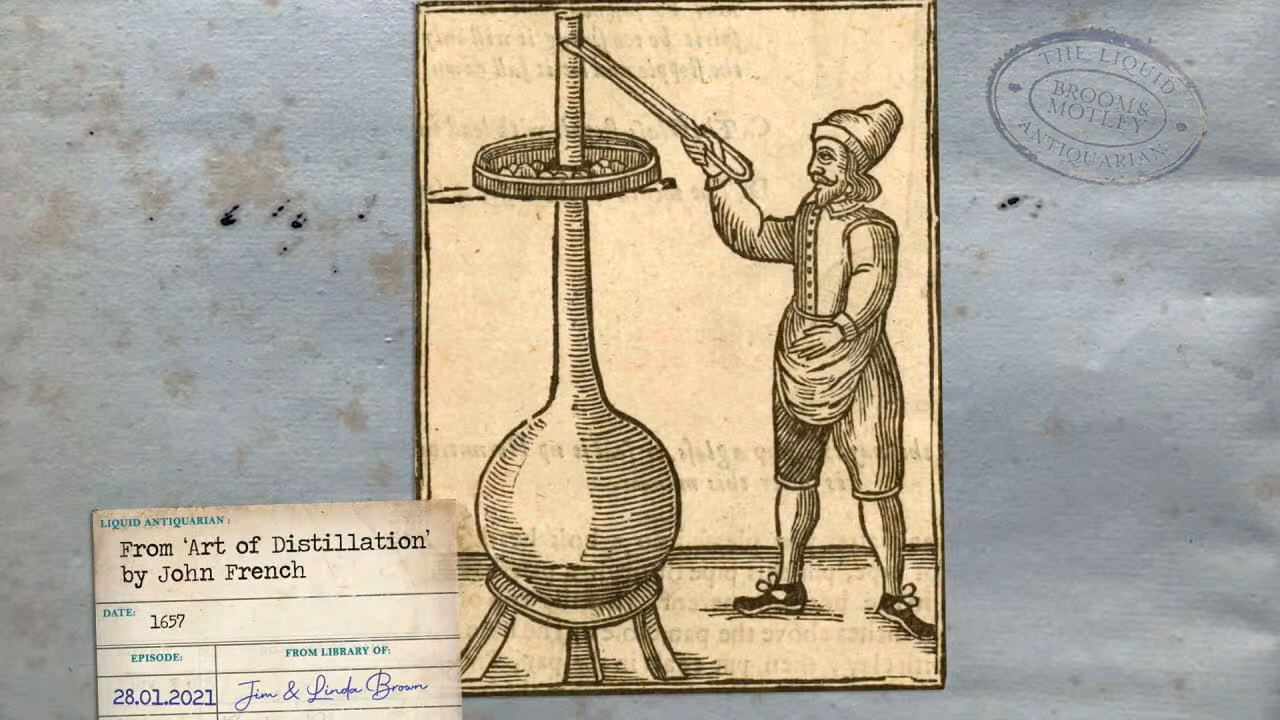 THE LIQUID
BROOM &
MOTLEY
ANTIQUARIAN
LIQUID ANTIQUARIAN:
From ‘Art of Distillation’
by John French
DATE:
1657
EPISODE:
FROM LIBRARY OF:
28.01.2021
Jim & Linda Brown